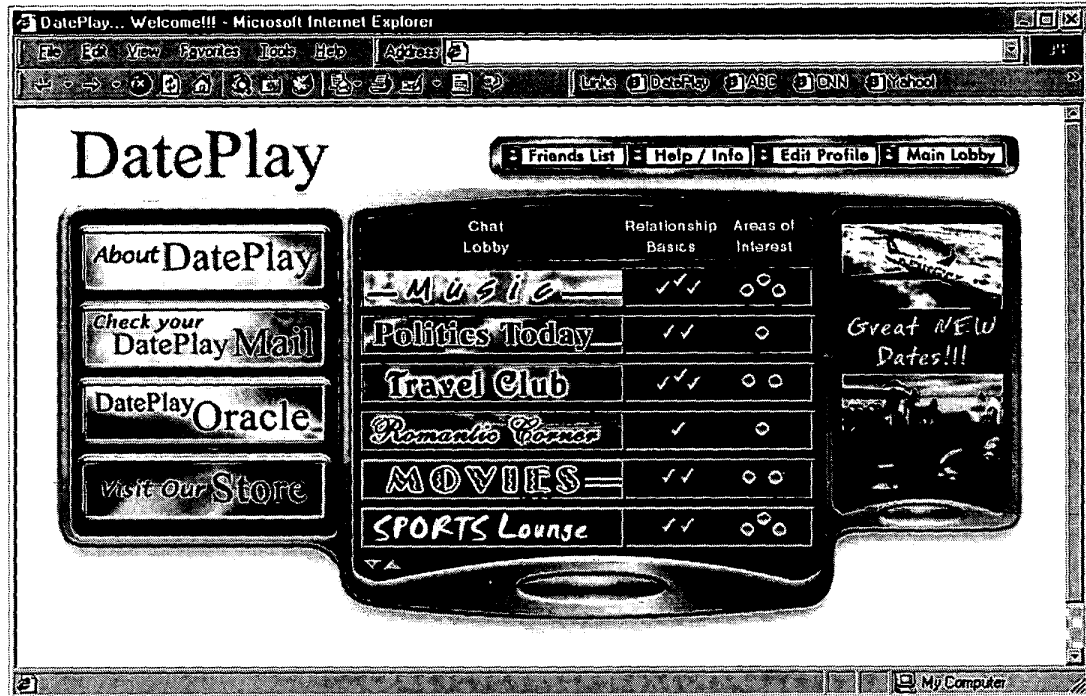 DatePlay... Welcome!!! - Microsoft Internet Explorer
File Edit View Favorites Tools Help Address
Links DatePlay ABC CNN Yahoo!
DatePlay
Friends List Help / Info Edit Profile Main Lobby
Chat Lobby Relationship Basics Areas of Interest
About DatePlay
Music
Check your DatePlay Mail
Politics Today
Great NEW
Dates!!!
Travel Club
DatePlay Oracle
Romantic Corner
Visit Our Store
MOVIES
SPORTS Lounge
My Computer